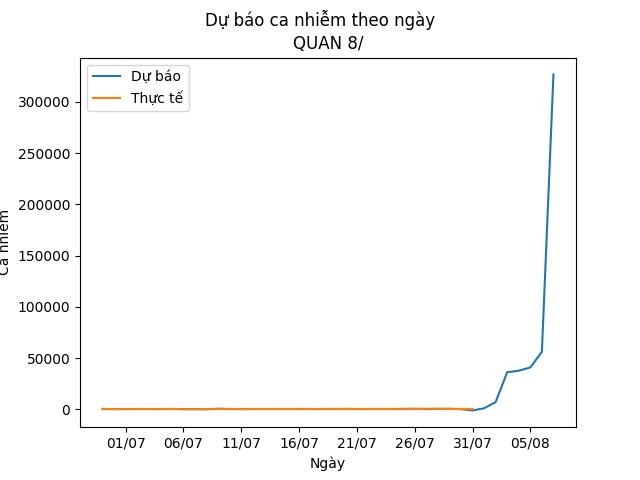 Dự báo ca nhiễm theo ngày
QUAN 8/
Dự báo
Thực tế
Ca nhiễm
300000
250000
200000
150000
100000
50000
0
01/07
06/07
11/07
16/07
21/07
26/07
31/07
05/08
Ngày